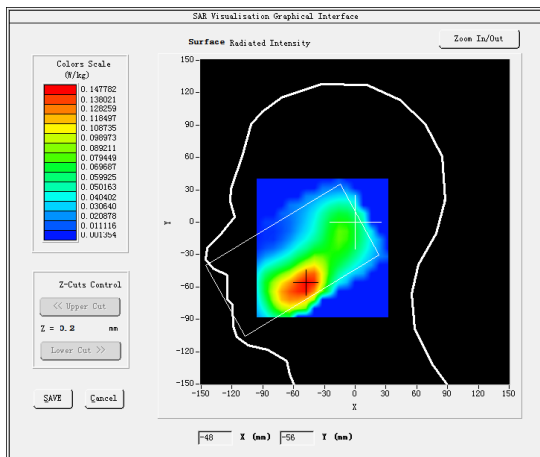 SAR Visualisation Graphical Interface
Surface Radiated Intensity
Zoom In/Out
Colors Scale
(W/kg)
0.147782
0.138021
0.128259
0.118497
0.108735
0.098973
0.089211
0.079449
0.069687
0.059925
0.050163
0.040402
0.030640
0.020878
0.011116
0.001354
Z-Cuts Control
<< Upper Cut
Z = 3.2 mm
Lower Cut >>
SAVE
Cancel
150
120
90
60
30
0
-30
-60
-90
-120
-150
Y
-150 -120 -90 -60 -30 0 30 60 90 120 150
X
-48 X (mm) -56 Y (mm)